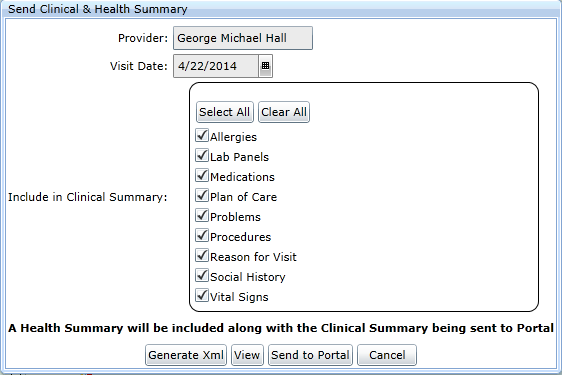 Send Clinical & Health Summary
Provider: George Michael Hall
Visit Date: 4/22/2014
Select All Clear All
Allergies
Lab Panels
Medications
Include in Clinical Summary: Plan of Care
Problems
Procedures
Reason for Visit
Social History
Vital Signs
A Health Summary will be included along with the Clinical Summary being sent to Portal
Generate Xml View Send to Portal Cancel